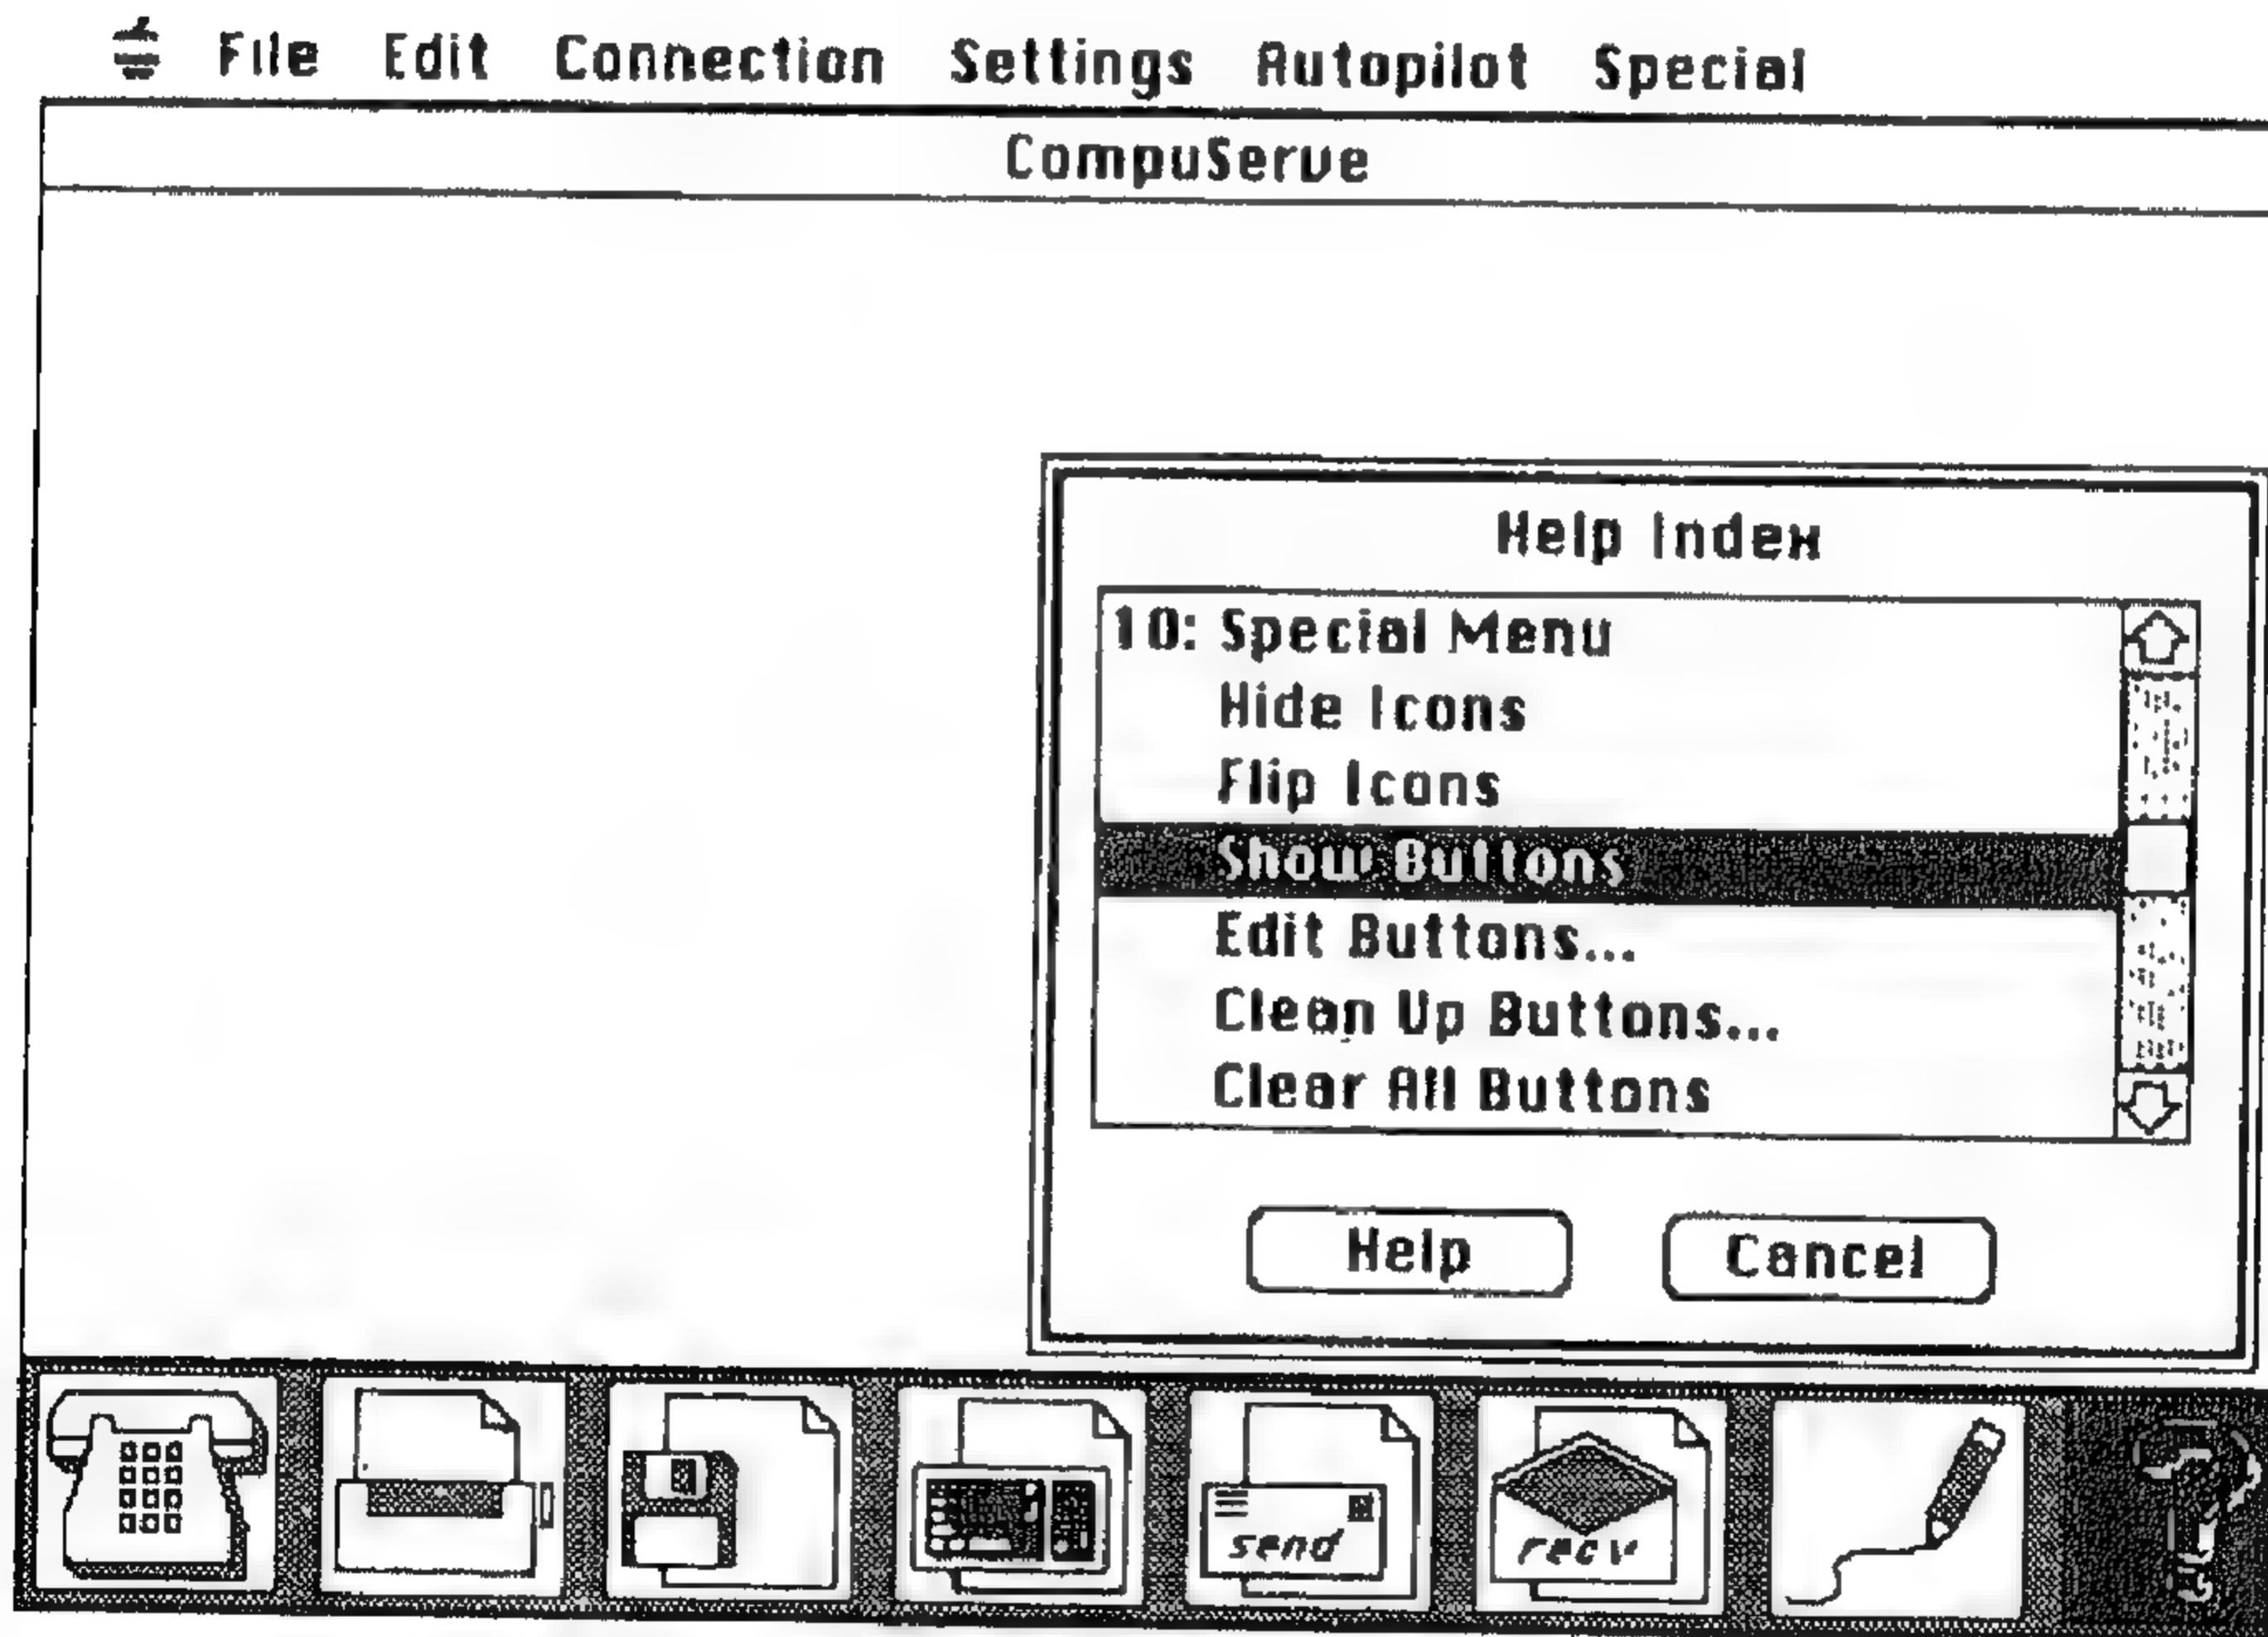 File Edit Connection Settings Autopilot Special
CompuServe
Help Index
10: Special Menu
Hide Icons
Flip Icons
Show Buttons
Edit Buttons...
Clean Up Buttons...
Clear All Buttons
Help Cancel
send recv
?